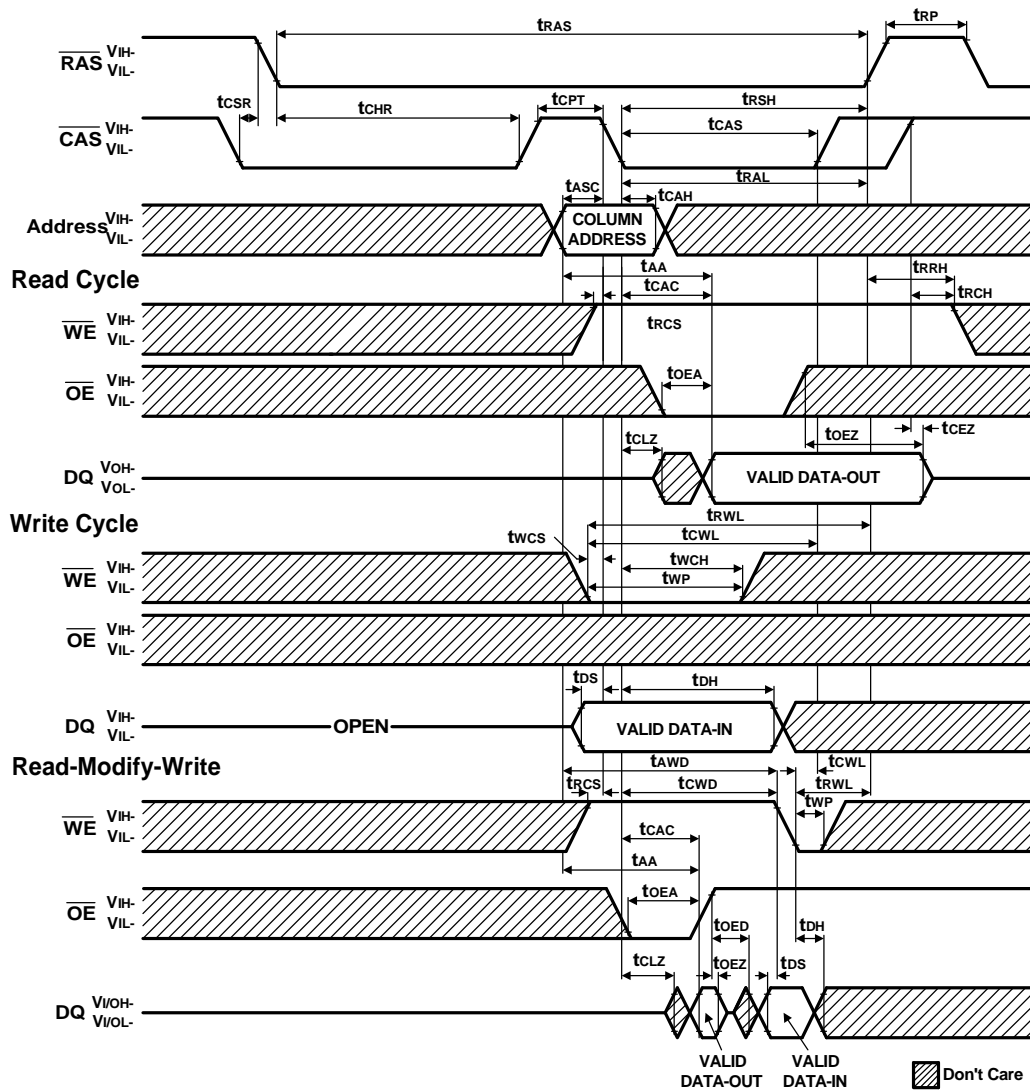 tRAS
tRP
RAS VIH-
VIL-
tCSR
tCHR
tCPT
tRSH
tCAS
CAS VIH-
VIL-
tRAL
tASC
tCAH
Address VIH-
VIL-
COLUMN
ADDRESS
Read Cycle
tAA
tCAC
tRRH
tRCH
WE VIH-
VIL-
tRCS
OE VIH-
VIL-
tOEA
tOEZ
tCEZ
tCLZ
DQ VOH-
VOL-
VALID DATA-OUT
Write Cycle
tRWL
tCWL
tWCS
tWCH
tWP
WE VIH-
VIL-
OE VIH-
VIL-
tDS
tDH
DQ VIH-
VIL-
OPEN
VALID DATA-IN
Read-Modify-Write
tAWD
tCWL
tRCS
tCWD
tRWL
tWP
WE VIH-
VIL-
tCAC
tAA
OE VIH-
VIL-
tOEA
tOED
tDH
tCLZ
tOEZ
tDS
DQ VI/OH-
VI/OL-
VALID
DATA-OUT
VALID
DATA-IN
Don't Care